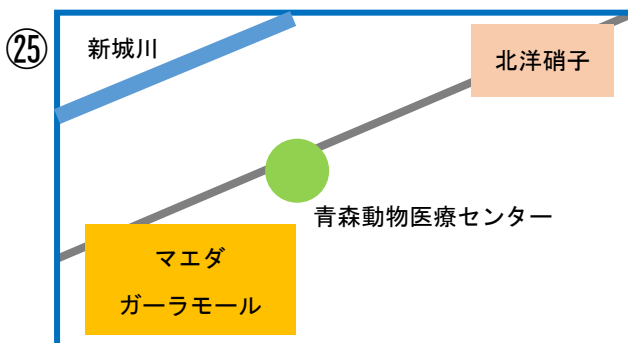 ㉕
新城川
北洋硝子
青森動物医療センター
マエダ
ガーラモール